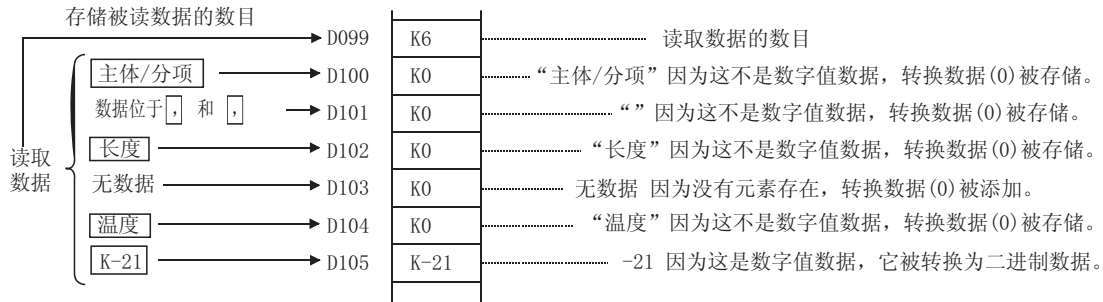 存储被读数据的数目
D099 K6 读取数据的数目
主体/分项 D100 K0 “主体/分项”因为这不是数字值数据，转换数据(0)被存储。
数据位于 , 和 , D101 K0 “”因为这不是数字值数据，转换数据(0)被存储。
长度 D102 K0 “长度”因为这不是数字值数据，转换数据(0)被存储。
读取
数据
无数据 D103 K0 无数据 因为没有元素存在，转换数据(0)被添加。
温度 D104 K0 “温度”因为这不是数字值数据，转换数据(0)被存储。
K-21 D105 K-21 -21 因为这是数字值数据，它被转换为二进制数据。